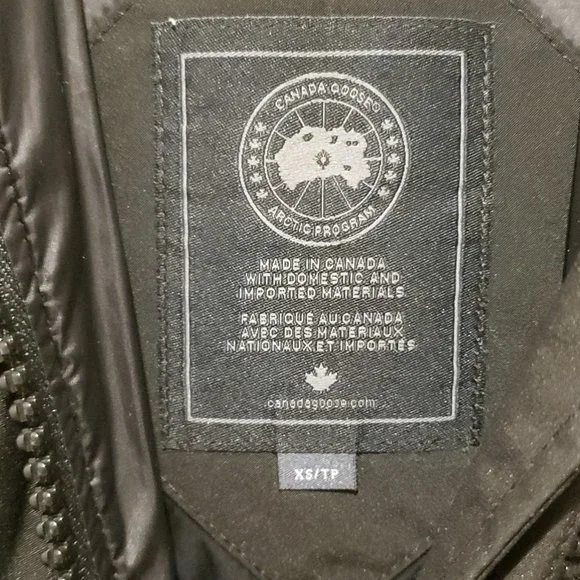 CANADA GOOSE®
ARCTIC PROGRAM
MADE IN CANADA
WITH DOMESTIC AND
IMPORTED MATERIALS
FABRIQUÉ AU CANADA
AVEC DES MATERIAUX
NATIONAUX ET IMPORTÉS
canadagoose.com
XS/TP